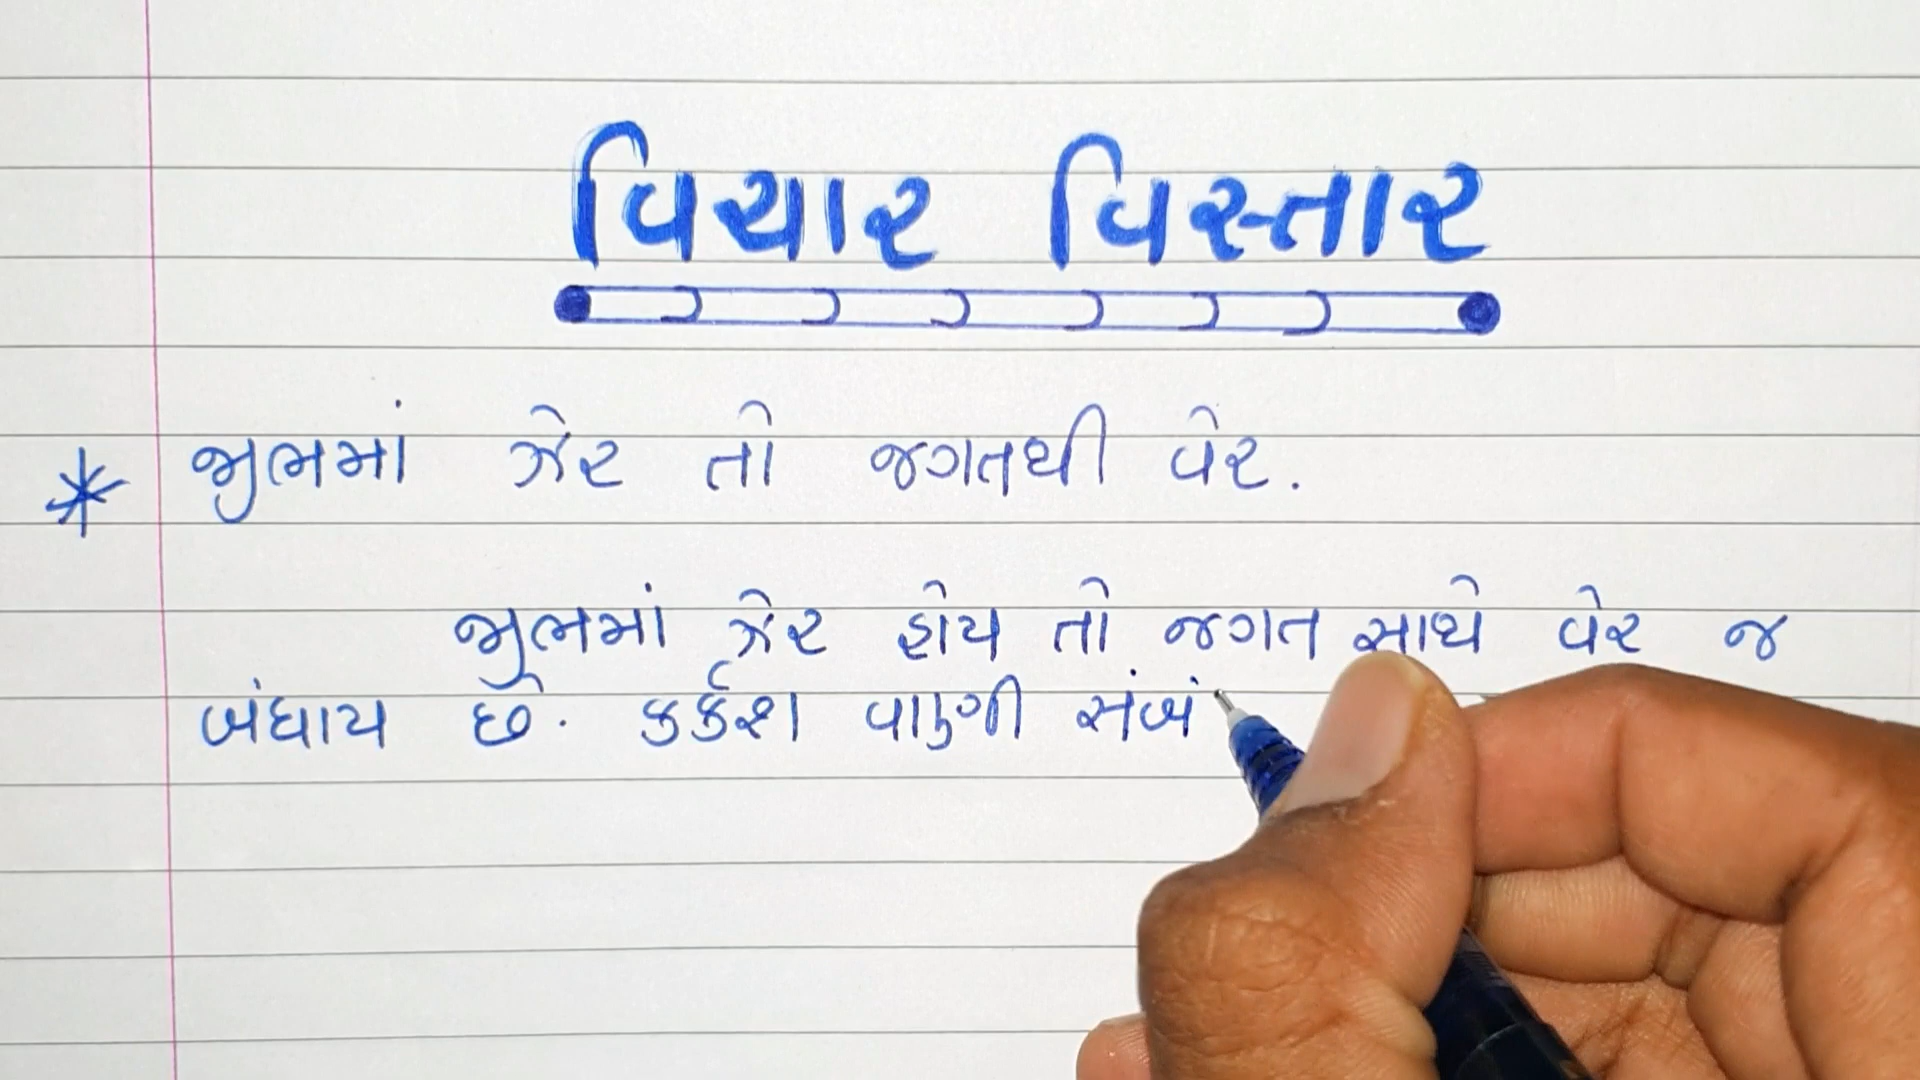 વિચાર વિસ્તાર
* જીભમાં ઝેર તો જગતથી વેર.
જીભમાં ઝેર હોય તો જગત સાથે વેર જ
બંધાય છે. કર્કશ વાણી સંબં